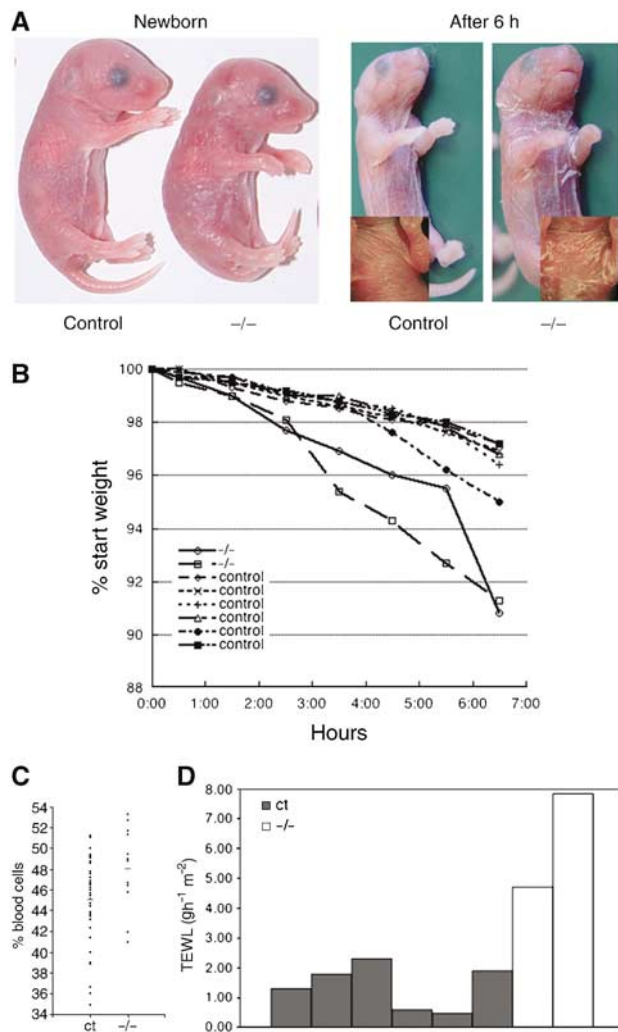 A
Newborn After 6 h
Control –/– Control –/–
B
% start weight
100
98
96
94
92
90
88
-/-
-/-
control
control
control
control
control
control
0:00 1:00 2:00 3:00 4:00 5:00 6:00 7:00
Hours
C
% blood cells
54
52
50
48
46
44
42
40
38
36
34
ct –/–
D
TEWL (gh⁻¹ m⁻²)
8.00
7.00
6.00
5.00
4.00
3.00
2.00
1.00
0.00
ct
–/–